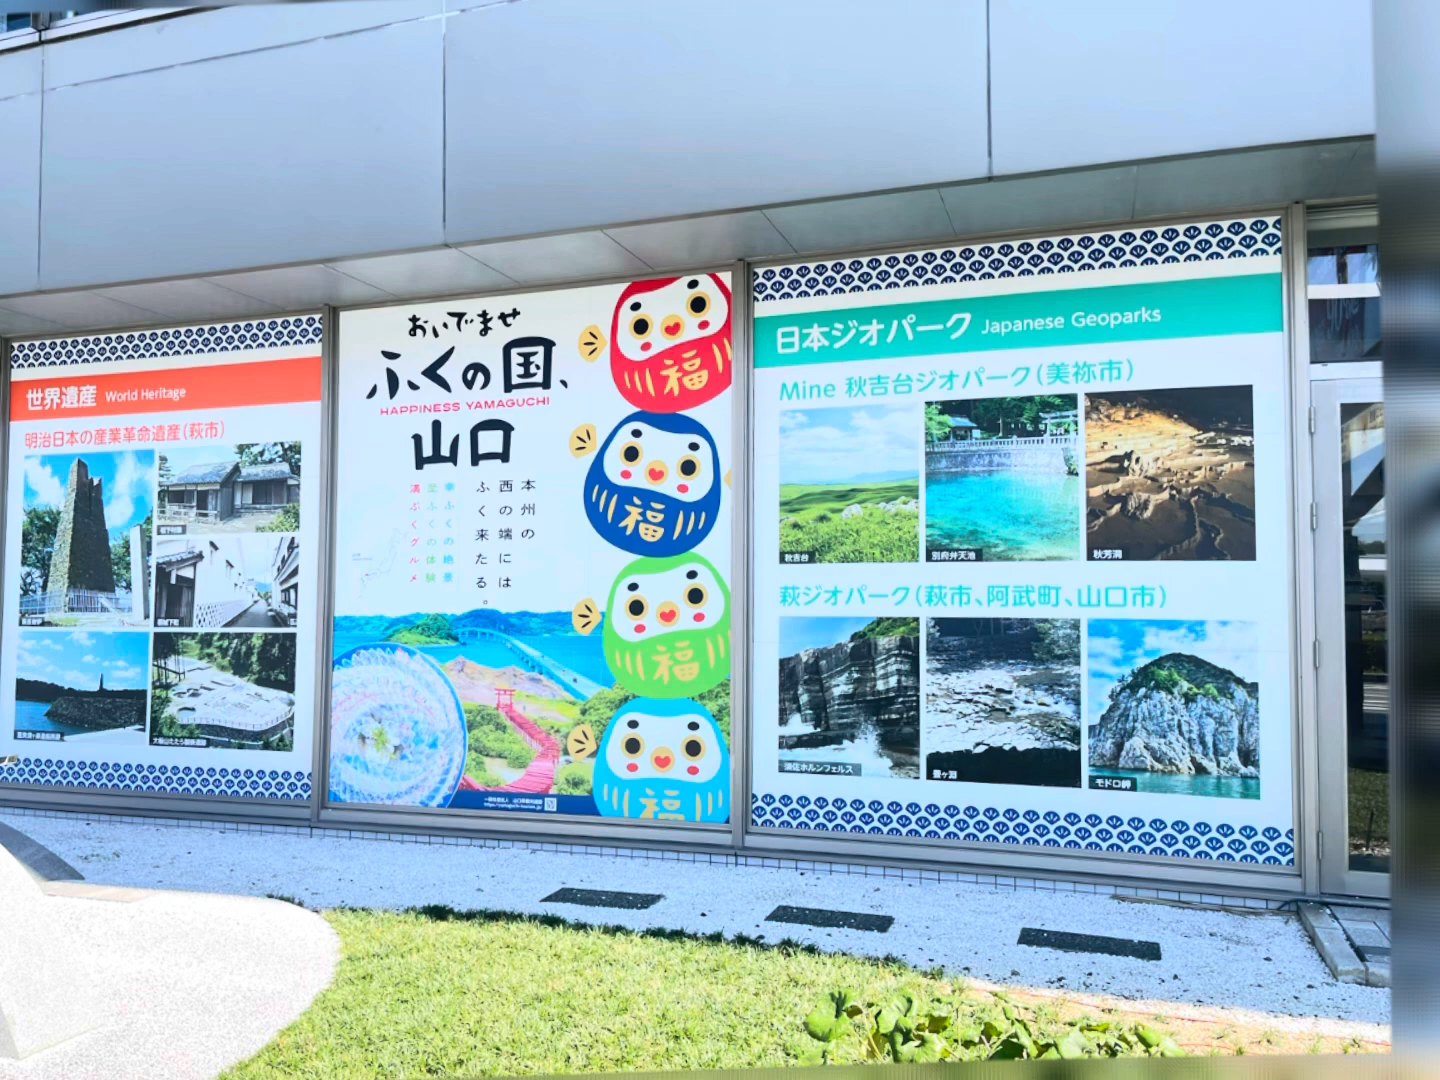 世界遺産 World Heritage
明治日本の産業革命遺産(萩市)
おいでませ
ふくの国、
HAPPINESS YAMAGUCHI
山口
本州の
西の端には
ふく来たる。
幸ふくの絶景
至ふくの体験
満ぷくグルメ
福
福
福
福
日本ジオパーク Japanese Geoparks
Mine 秋吉台ジオパーク(美祢市)
秋吉台
別府弁天池
秋芳洞
萩ジオパーク(萩市、阿武町、山口市)
須佐ホルンフェルス
畳ヶ淵
モドロ岬